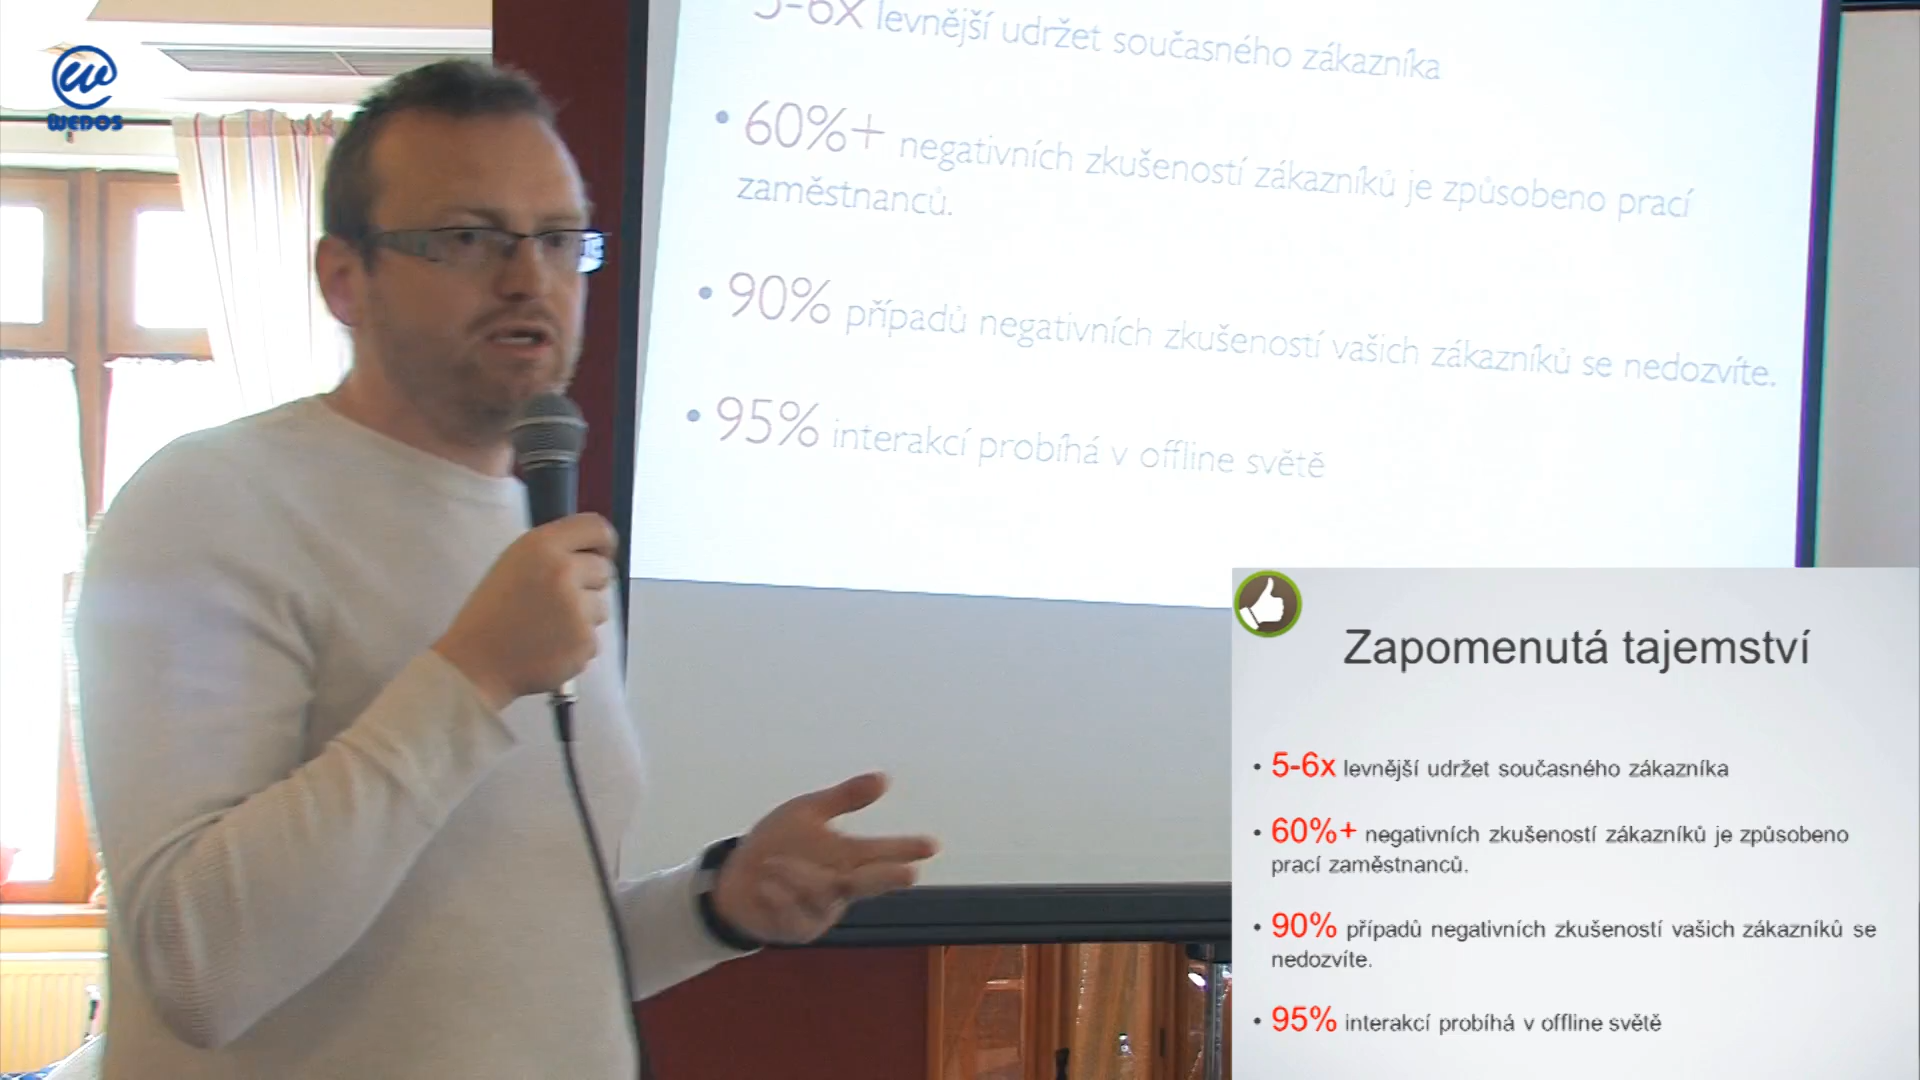 WEDOS
5-6x levnější udržet současného zákazníka
• 60%+ negativních zkušeností zákazníků je způsobeno prací
zaměstnanců.
• 90% případů negativních zkušeností vašich zákazníků se nedozvíte.
• 95% interakcí probíhá v offline světě
Zapomenutá tajemství
• 5-6x levnější udržet současného zákazníka
• 60%+ negativních zkušeností zákazníků je způsobeno
prací zaměstnanců.
• 90% případů negativních zkušeností vašich zákazníků se
nedozvíte.
• 95% interakcí probíhá v offline světě